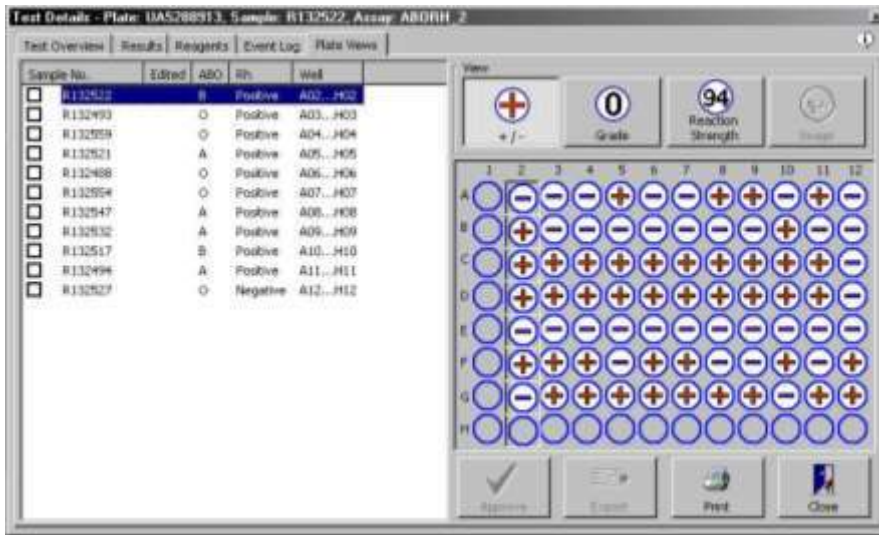 Test Details - Plate: UA5288913, Sample: R132522, Assay: ABORH_2
Test Overview Results Reagents Event Log Plate Views
Sample No. Edited ABO Rh Well
R132522 B Positive A02...H02
R132493 O Positive A03...H03
R132559 O Positive A04...H04
R132521 A Positive A05...H05
R132488 O Positive A06...H06
R132554 O Positive A07...H07
R132547 A Positive A08...H08
R132532 A Positive A09...H09
R132517 B Positive A10...H10
R132494 A Positive A11...H11
R132527 O Negative A12...H12
View
+ / -
0
Grade
94
Reaction
Strength
1 2 3 4 5 6 7 8 9 10 11 12
A - - - + - - + + - + -
B + - - - - - - - + - -
C + + + + + + + + + + -
D + + + + + + + + + + -
E - - - - - - - - - - -
F + + + - + + - - + - +
G - + + + + + + + - + +
H
Approve Export Print Close